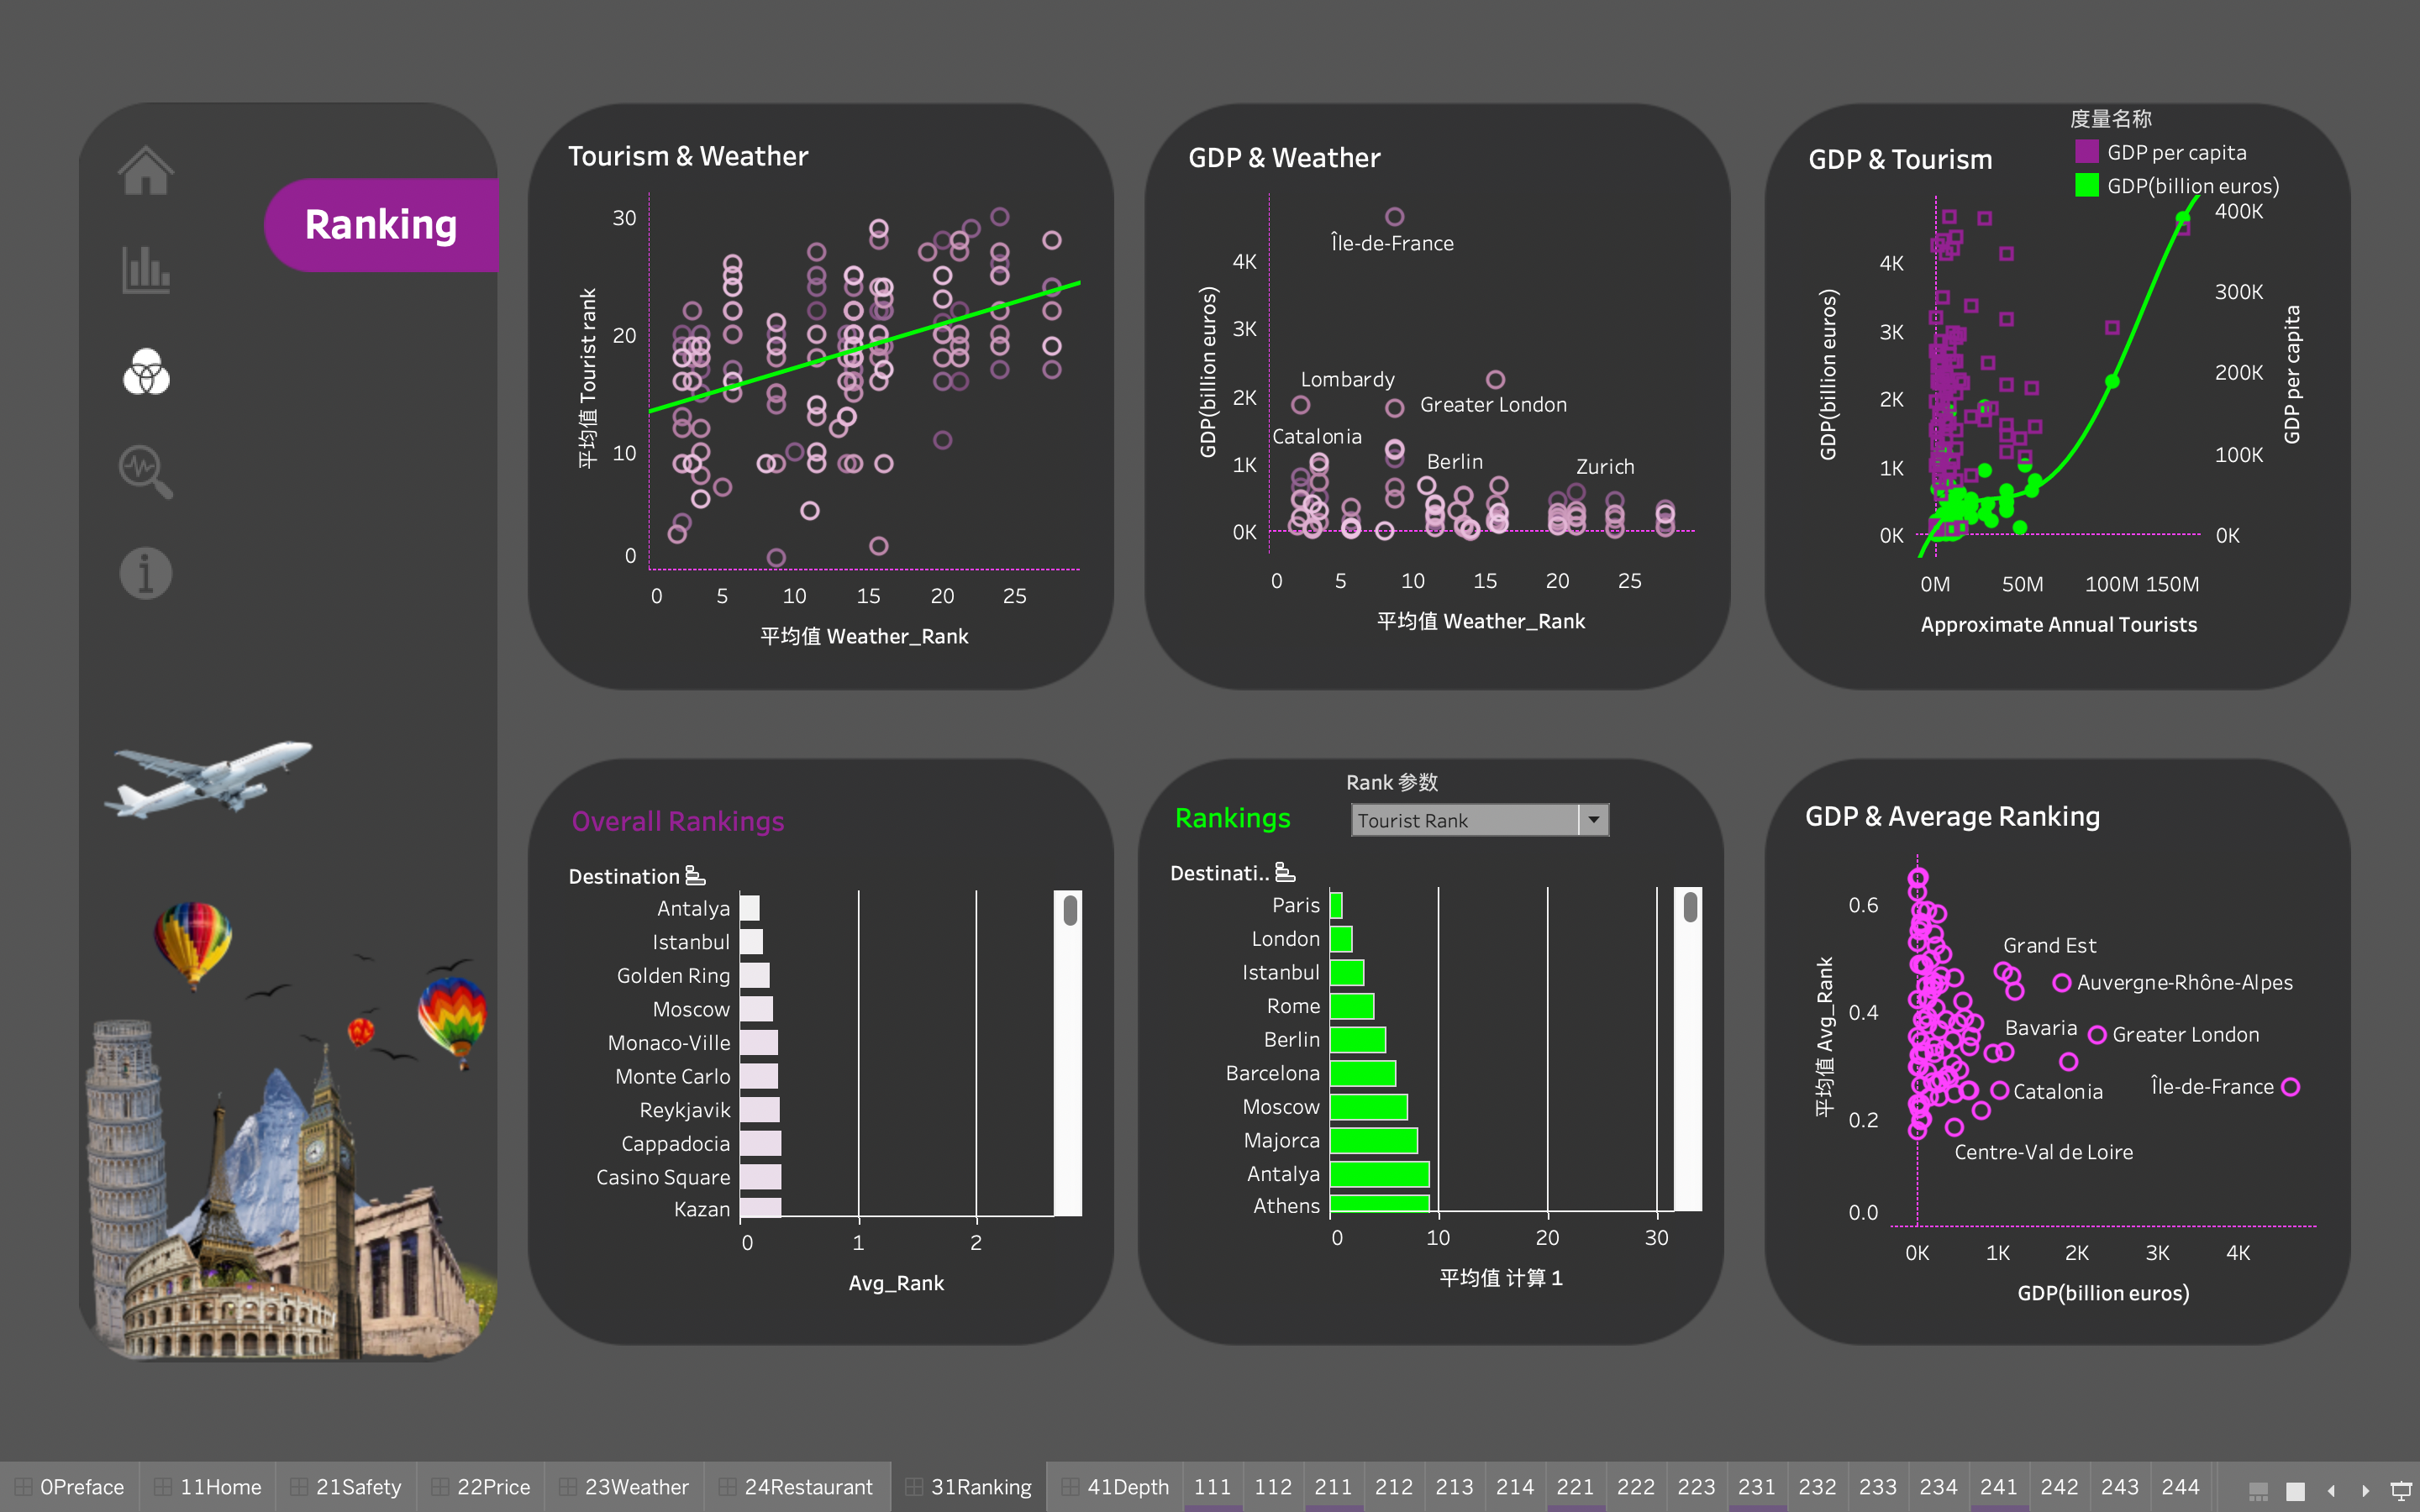 Ranking
Tourism & Weather
平均值 Tourist rank
30
20
10
0
0 5 10 15 20 25
平均值 Weather_Rank
GDP & Weather
GDP(billion euros)
4K
3K
2K
1K
0K
Île-de-France
Lombardy
Greater London
Catalonia
Berlin
Zurich
0 5 10 15 20 25
平均值 Weather_Rank
度量名称
GDP per capita
GDP(billion euros)
GDP & Tourism
GDP(billion euros)
4K
3K
2K
1K
0K
400K
300K
200K
100K
0K
GDP per capita
0M 50M 100M 150M
Approximate Annual Tourists
Overall Rankings
Destination
Antalya
Istanbul
Golden Ring
Moscow
Monaco-Ville
Monte Carlo
Reykjavik
Cappadocia
Casino Square
Kazan
0 1 2
Avg_Rank
Rank 参数
Rankings
Tourist Rank
Destinati..
Paris
London
Istanbul
Rome
Berlin
Barcelona
Moscow
Majorca
Antalya
Athens
0 10 20 30
平均值 计算 1
GDP & Average Ranking
平均值 Avg_Rank
0.6
0.4
0.2
0.0
Grand Est
Auvergne-Rhône-Alpes
Bavaria
Greater London
Catalonia
Île-de-France
Centre-Val de Loire
0K 1K 2K 3K 4K
GDP(billion euros)
0Preface 11Home 21Safety 22Price 23Weather 24Restaurant 31Ranking 41Depth 111 112 211 212 213 214 221 222 223 231 232 233 234 241 242 243 244